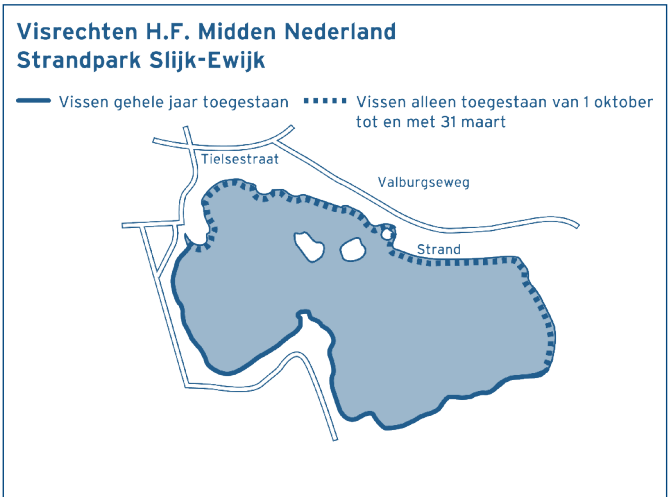 Visrechten H.F. Midden Nederland
Strandpark Slijk-Ewijk
Vissen gehele jaar toegestaan
Vissen alleen toegestaan van 1 oktober
tot en met 31 maart
Tielsestraat
Valburgseweg
Strand